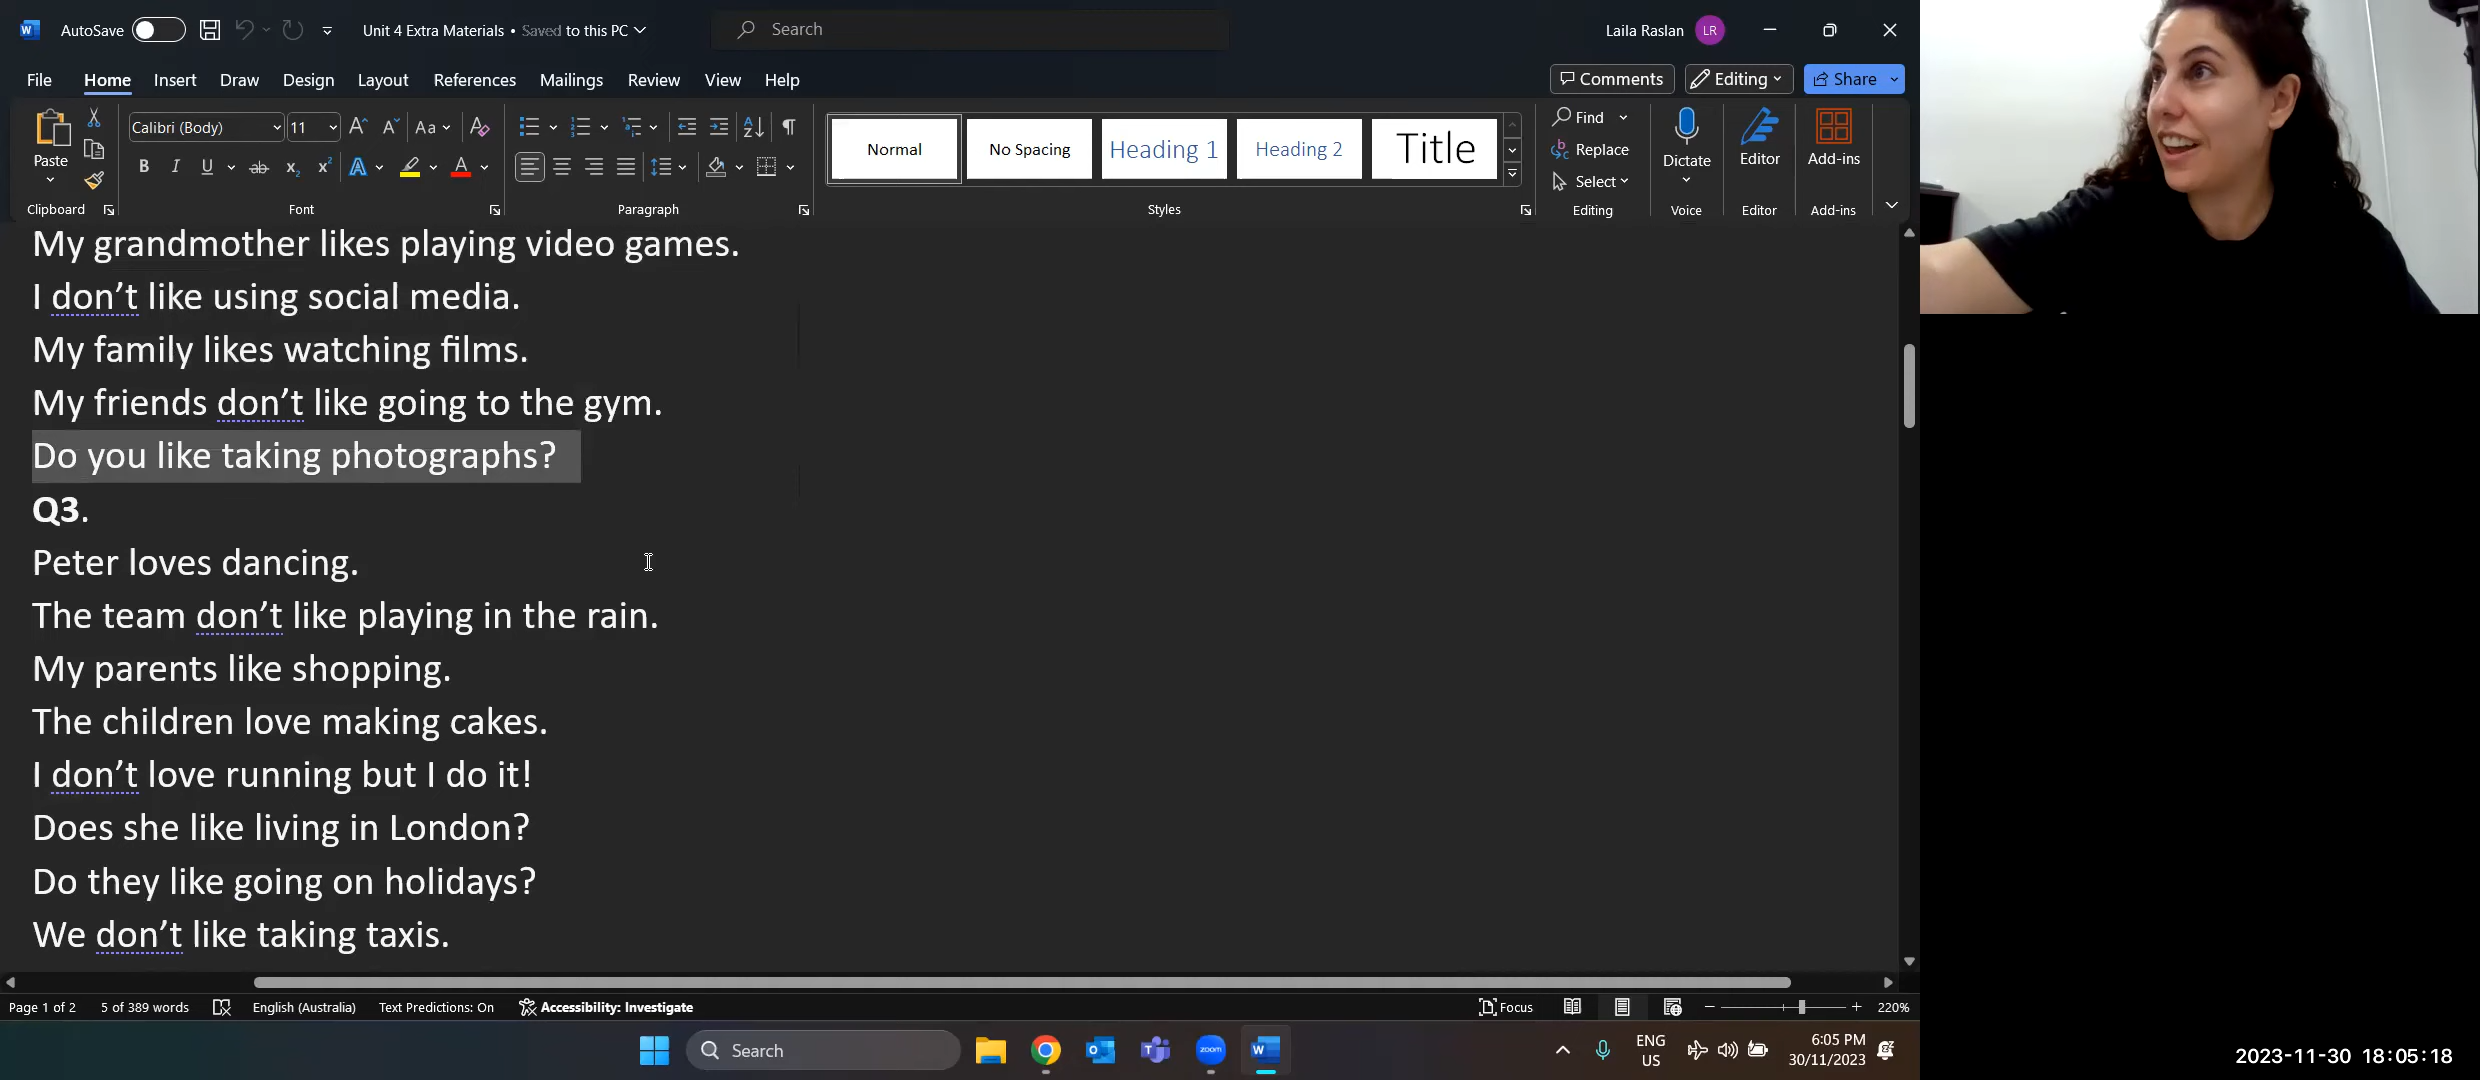 AutoSave
Unit 4 Extra Materials • Saved to this PC
Search
Laila Raslan LR
File Home Insert Draw Design Layout References Mailings Review View Help
Comments Editing Share
Paste
Calibri (Body) 11
Normal No Spacing Heading 1 Heading 2 Title
Find
Replace
Select
Dictate
Editor
Add-ins
Clipboard Font Paragraph Styles Editing Voice Editor Add-ins
My grandmother likes playing video games.
I don’t like using social media.
My family likes watching films.
My friends don’t like going to the gym.
Do you like taking photographs?
Q3.
Peter loves dancing.
The team don’t like playing in the rain.
My parents like shopping.
The children love making cakes.
I don’t love running but I do it!
Does she like living in London?
Do they like going on holidays?
We don’t like taking taxis.
Page 1 of 2 5 of 389 words English (Australia) Text Predictions: On Accessibility: Investigate Focus 220%
Search
zoom
ENG
US
6:05 PM
30/11/2023
2023-11-30 18:05:18